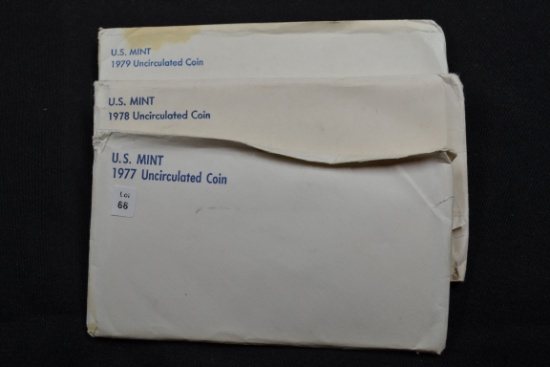 U.S. MINT
1979 Uncirculated Coin
U.S. MINT
1978 Uncirculated Coin
U.S. MINT
1977 Uncirculated Coin
Lot
68